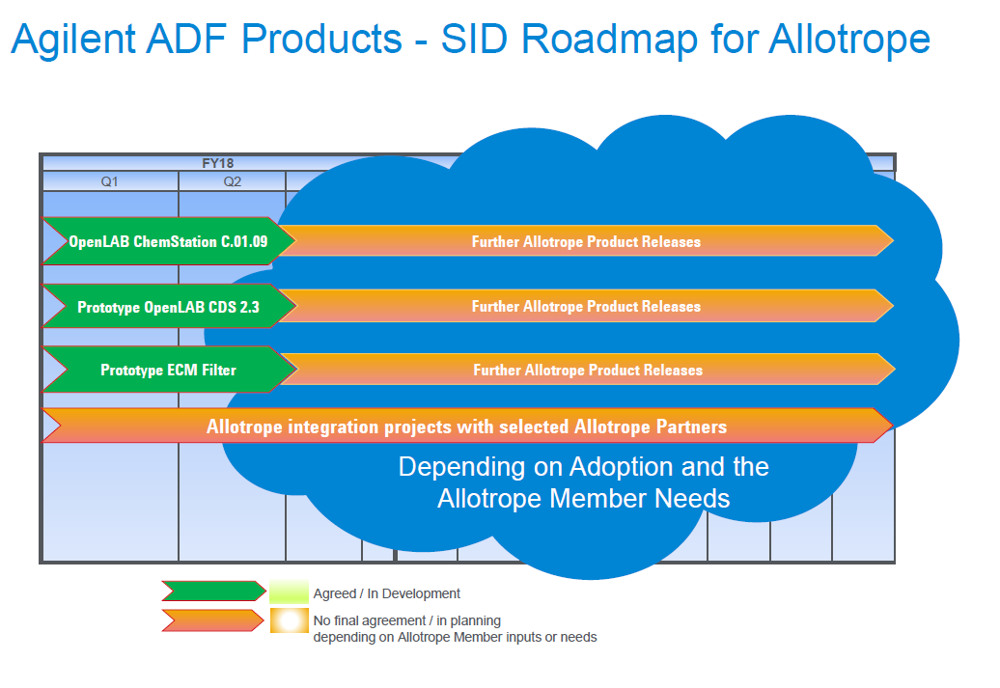 Agilent ADF Products - SID Roadmap for Allotrope
FY18
Q1
Q2
OpenLAB ChemStation C.01.09
Further Allotrope Product Releases
Prototype OpenLAB CDS 2.3
Further Allotrope Product Releases
Prototype ECM Filter
Further Allotrope Product Releases
Allotrope integration projects with selected Allotrope Partners
Depending on Adoption and the
Allotrope Member Needs
Agreed / In Development
No final agreement / in planning
depending on Allotrope Member inputs or needs